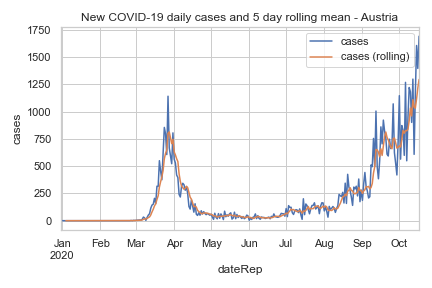 New COVID-19 daily cases and 5 day rolling mean - Austria
cases
cases (rolling)
1750
1500
1250
1000
750
500
250
0
cases
Jan Feb Mar Apr May Jun Jul Aug Sep Oct
2020
dateRep